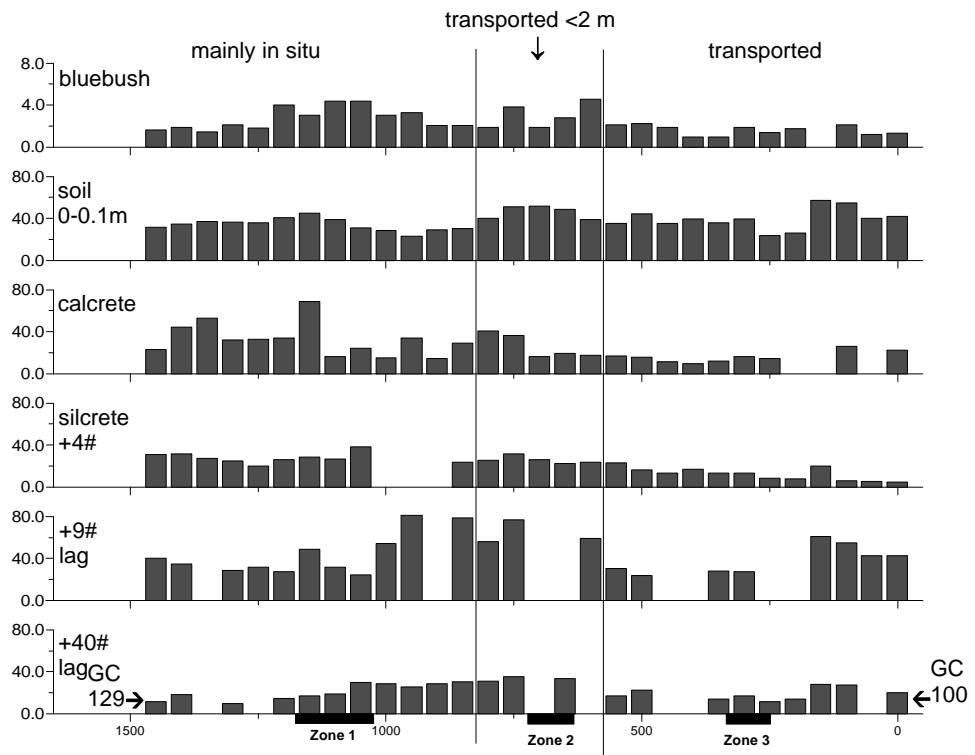 transported <2 m
mainly in situ
transported
8.0
bluebush
4.0
0.0
80.0
soil
0-0.1m
40.0
0.0
80.0
calcrete
40.0
0.0
80.0
silcrete
+4#
40.0
0.0
80.0
+9#
lag
40.0
0.0
80.0
+40#
lag
40.0
GC
129
GC
100
0.0
1500
Zone 1
1000
Zone 2
500
Zone 3
0